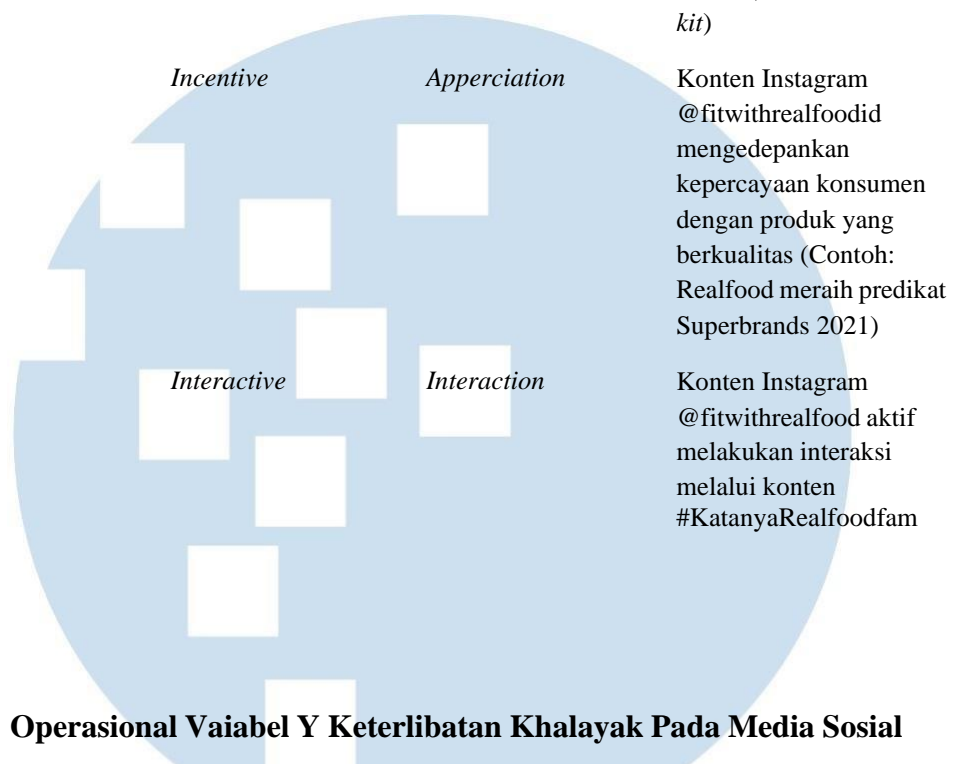 kit)
Incentive Apperciation Konten Instagram
@fitwithrealfoodid
mengedepankan
kepercayaan konsumen
dengan produk yang
berkualitas (Contoh:
Realfood meraih predikat
Superbrands 2021)
Interactive Interaction Konten Instagram
@fitwithrealfood aktif
melakukan interaksi
melalui konten
#KatanyaRealfoodfam
Operasional Vaiabel Y Keterlibatan Khalayak Pada Media Sosial